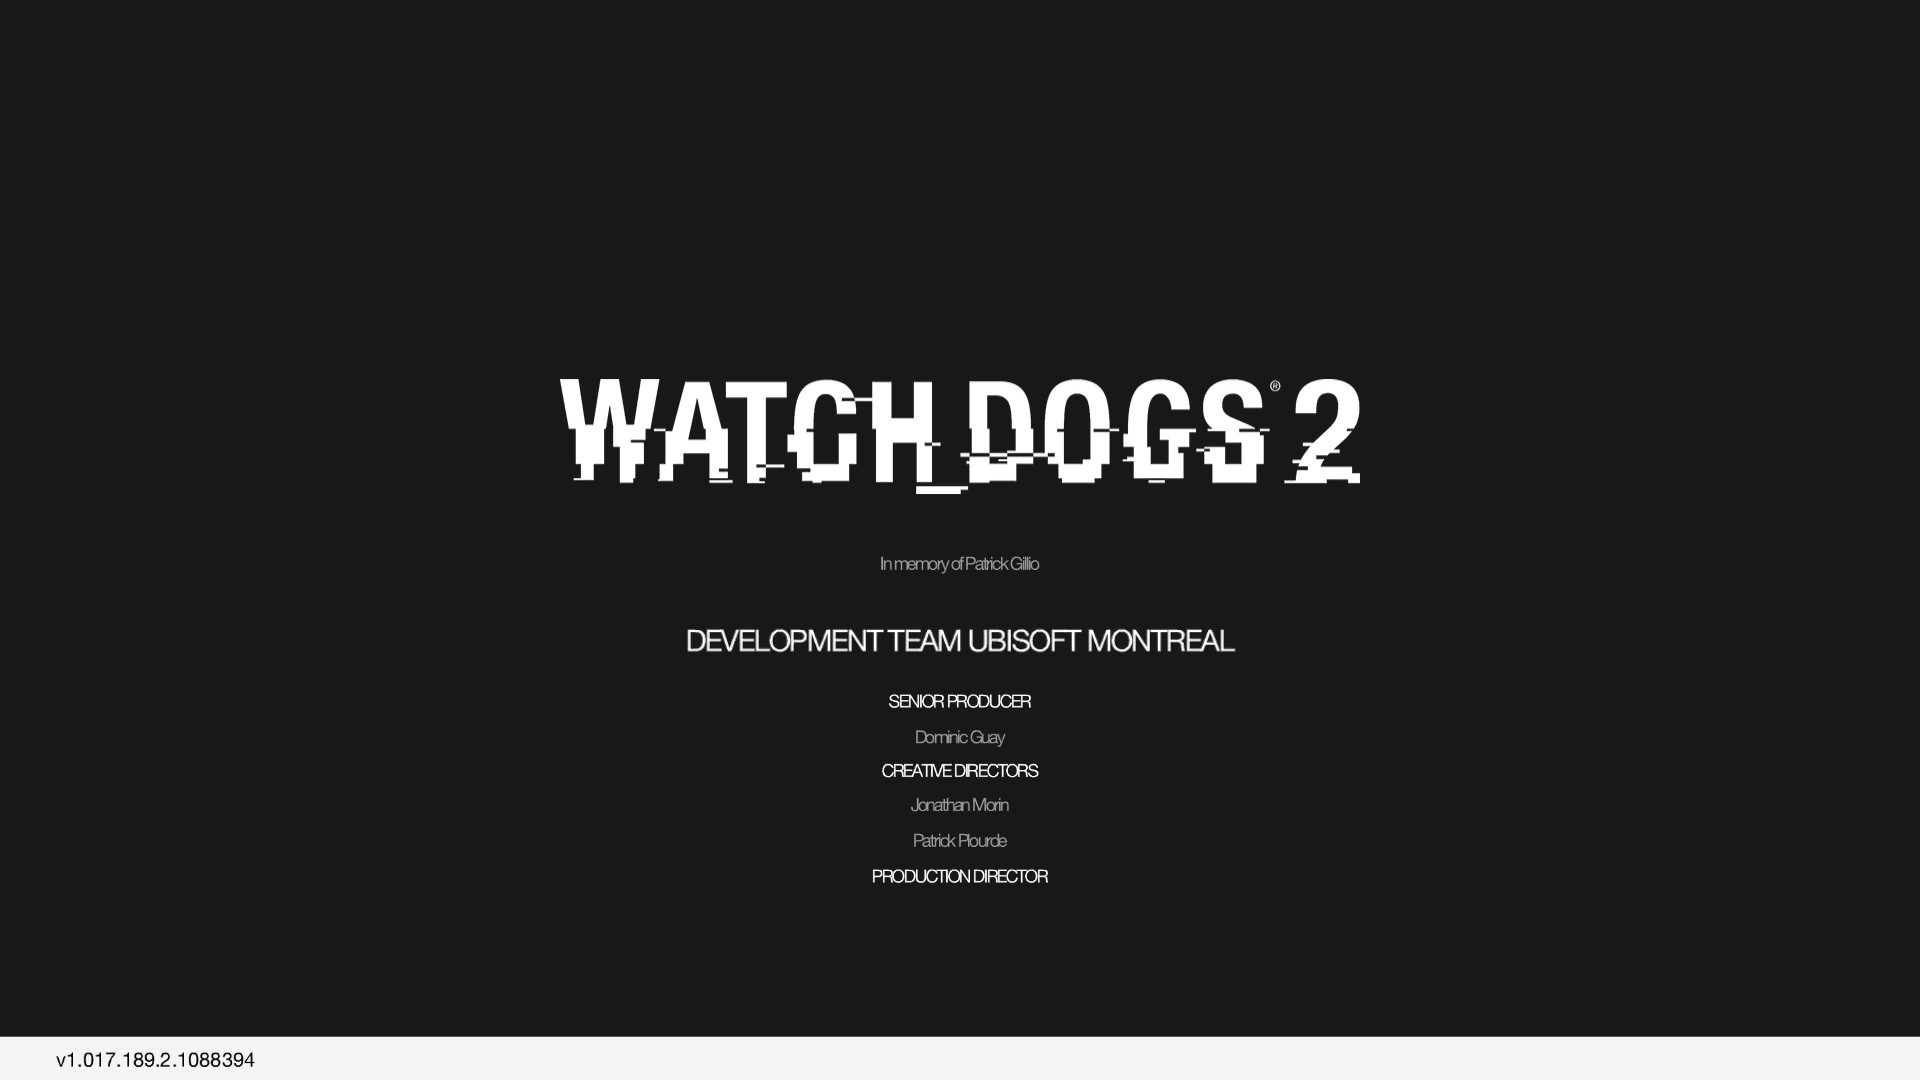 WATCH_DOGS® 2
In memory of Patrick Gillio
DEVELOPMENT TEAM UBISOFT MONTREAL
SENIOR PRODUCER
Dominic Guay
CREATIVE DIRECTORS
Jonathan Morin
Patrick Plourde
PRODUCTION DIRECTOR
v1.017.189.2.1088394